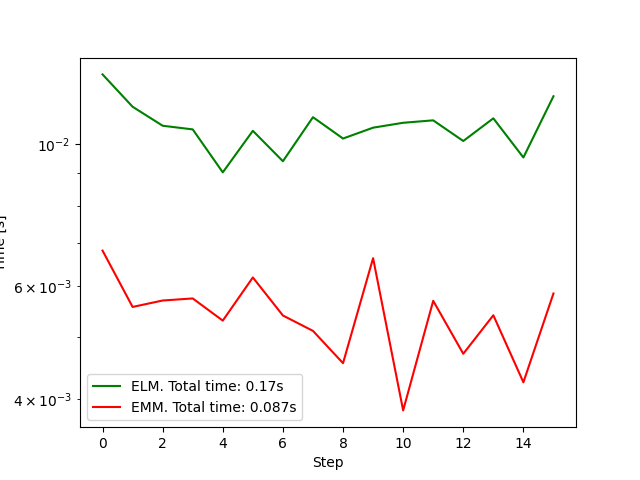 10⁻²
6 × 10⁻³
4 × 10⁻³
Time [s]
ELM. Total time: 0.17s
EMM. Total time: 0.087s
0 2 4 6 8 10 12 14
Step